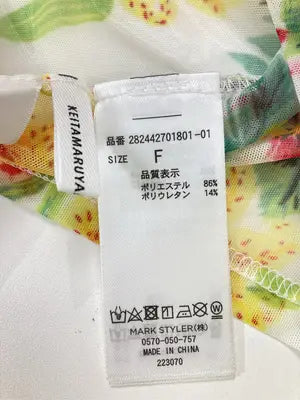 KEITAMARUYA
品番 282442701801-01
SIZE F
品質表示
ポリエステル 86%
ポリウレタン 14%
MARK STYLER(株)
0570-050-757
MADE IN CHINA
223070